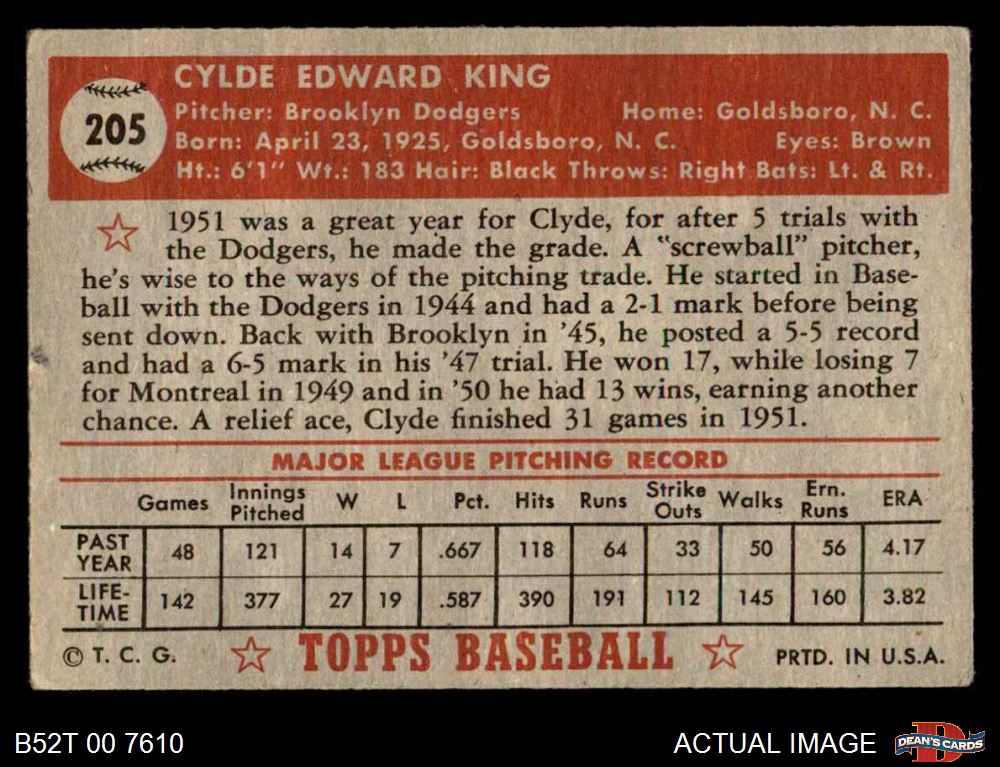 205
CYLDE EDWARD KING
Pitcher: Brooklyn Dodgers Home: Goldsboro, N. C.
Born: April 23, 1925, Goldsboro, N. C. Eyes: Brown
Ht.: 6'1" Wt.: 183 Hair: Black Throws: Right Bats: Lt. & Rt.
1951 was a great year for Clyde, for after 5 trials with
the Dodgers, he made the grade. A "screwball" pitcher,
he's wise to the ways of the pitching trade. He started in Base-
ball with the Dodgers in 1944 and had a 2-1 mark before being
sent down. Back with Brooklyn in '45, he posted a 5-5 record
and had a 6-5 mark in his '47 trial. He won 17, while losing 7
for Montreal in 1949 and in '50 he had 13 wins, earning another
chance. A relief ace, Clyde finished 31 games in 1951.
MAJOR LEAGUE PITCHING RECORD
Games Innings Pitched W L Pct. Hits Runs Strike Outs Walks Ern. Runs ERA
PAST YEAR 48 121 14 7 .667 118 64 33 50 56 4.17
LIFE-TIME 142 377 27 19 .587 390 191 112 145 160 3.82
© T. C. G. TOPPS BASEBALL PRTD. IN U.S.A.
B52T 00 7610 ACTUAL IMAGE D DEAN'S CARDS